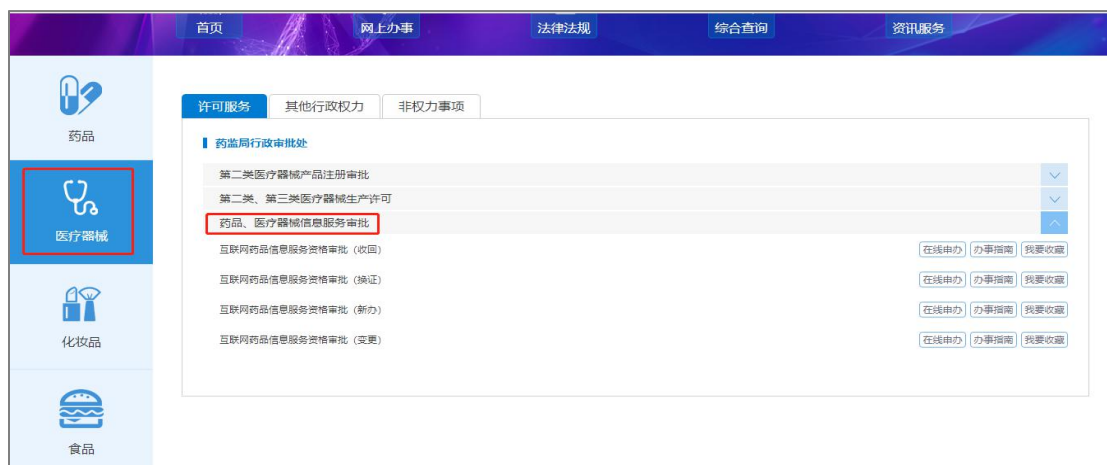 首页 网上办事 法律法规 综合查询 资讯服务
药品
医疗器械
化妆品
食品
许可服务 其他行政权力 非权力事项
药监局行政审批处
第二类医疗器械产品注册审批
第二类、第三类医疗器械生产许可
药品、医疗器械信息服务审批
互联网药品信息服务资格审批（收回） 在线申办 办事指南 我要收藏
互联网药品信息服务资格审批（换证） 在线申办 办事指南 我要收藏
互联网药品信息服务资格审批（新办） 在线申办 办事指南 我要收藏
互联网药品信息服务资格审批（变更） 在线申办 办事指南 我要收藏